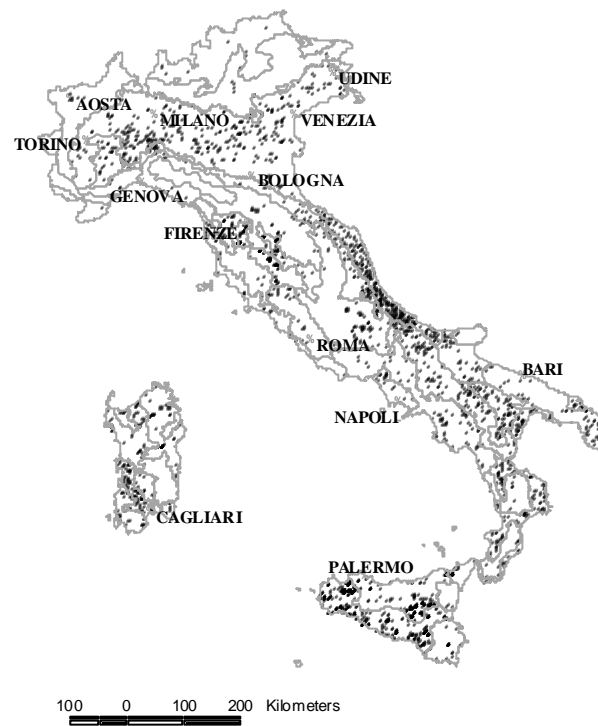 UDINE
AOSTA
MILANO
VENEZIA
TORINO
BOLOGNA
GENOVA
FIRENZE
ROMA
BARI
NAPOLI
CAGLIARI
PALERMO
100 0 100 200 Kilometers